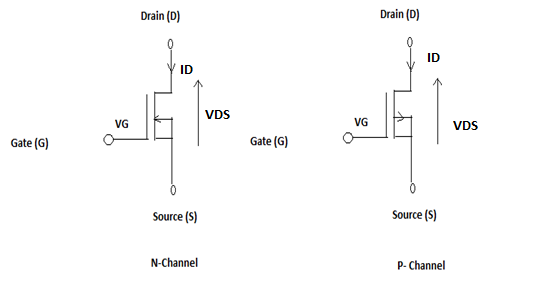 Drain (D)
ID
VG
VDS
Gate (G)
Source (S)
N-Channel
Drain (D)
ID
VG
VDS
Gate (G)
Source (S)
P- Channel